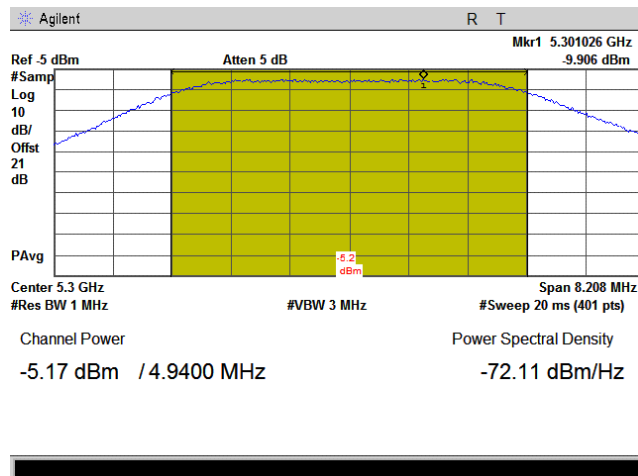 Agilent R T
Mkr1 5.301026 GHz
Ref -5 dBm Atten 5 dB -9.906 dBm
#Samp
Log
10
dB/
Offst
21
dB
1
PAvg
-5.2
dBm
Center 5.3 GHz Span 8.208 MHz
#Res BW 1 MHz #VBW 3 MHz #Sweep 20 ms (401 pts)
Channel Power Power Spectral Density
-5.17 dBm / 4.9400 MHz -72.11 dBm/Hz